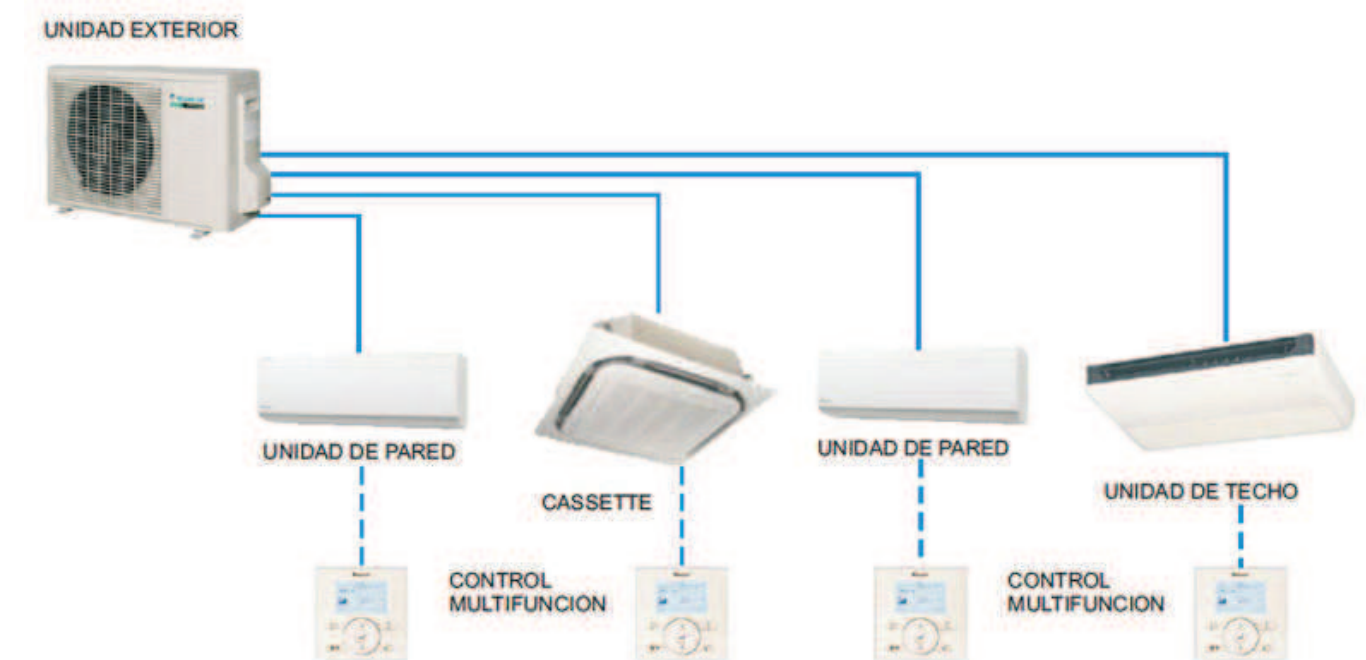 UNIDAD EXTERIOR
UNIDAD DE PARED
CASSETTE
UNIDAD DE PARED
UNIDAD DE TECHO
CONTROL
MULTIFUNCION
CONTROL
MULTIFUNCION